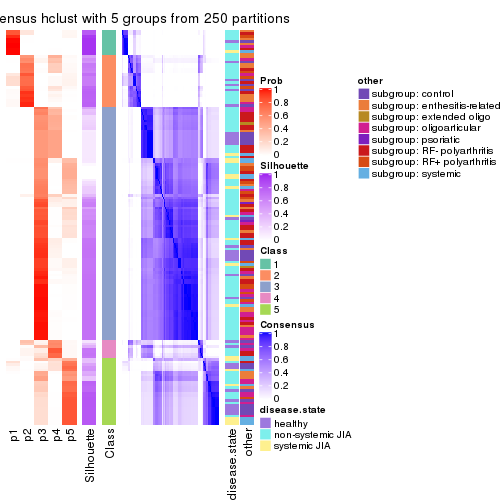 ensus hclust with 5 groups from 250 partitions
Prob
1
0.8
0.6
0.4
0.2
0
Silhouette
1
0.8
0.6
0.4
0.2
0
Class
1
2
3
4
5
Consensus
1
0.8
0.6
0.4
0.2
0
disease.state
healthy
non-systemic JIA
systemic JIA
other
subgroup: control
subgroup: enthesitis-related
subgroup: extended oligo
subgroup: oligoarticular
subgroup: psoriatic
subgroup: RF- polyarthritis
subgroup: RF+ polyarthritis
subgroup: systemic
p1
p2
p3
p4
p5
Silhouette
Class
disease.state
other